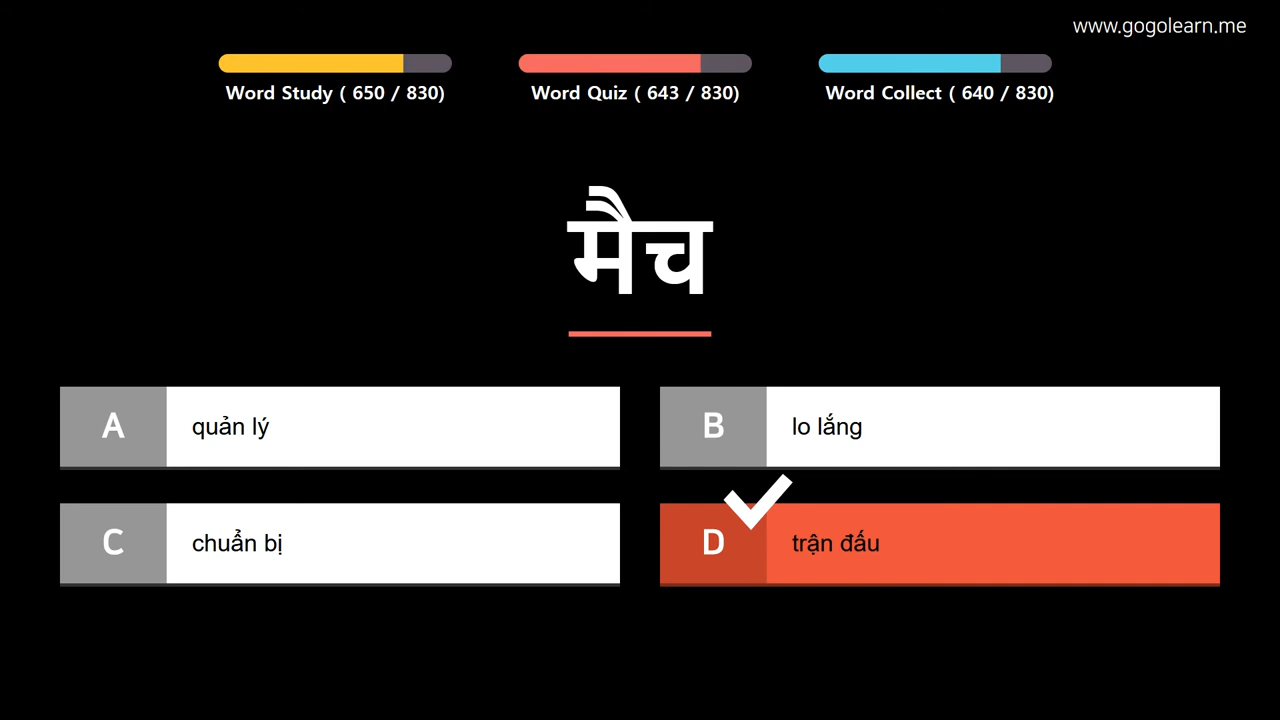 www.gogolearn.me
Word Study ( 650 / 830)
Word Quiz ( 643 / 830)
Word Collect ( 640 / 830)
मैच
A
quản lý
B
lo lắng
C
chuẩn bị
D
trận đấu